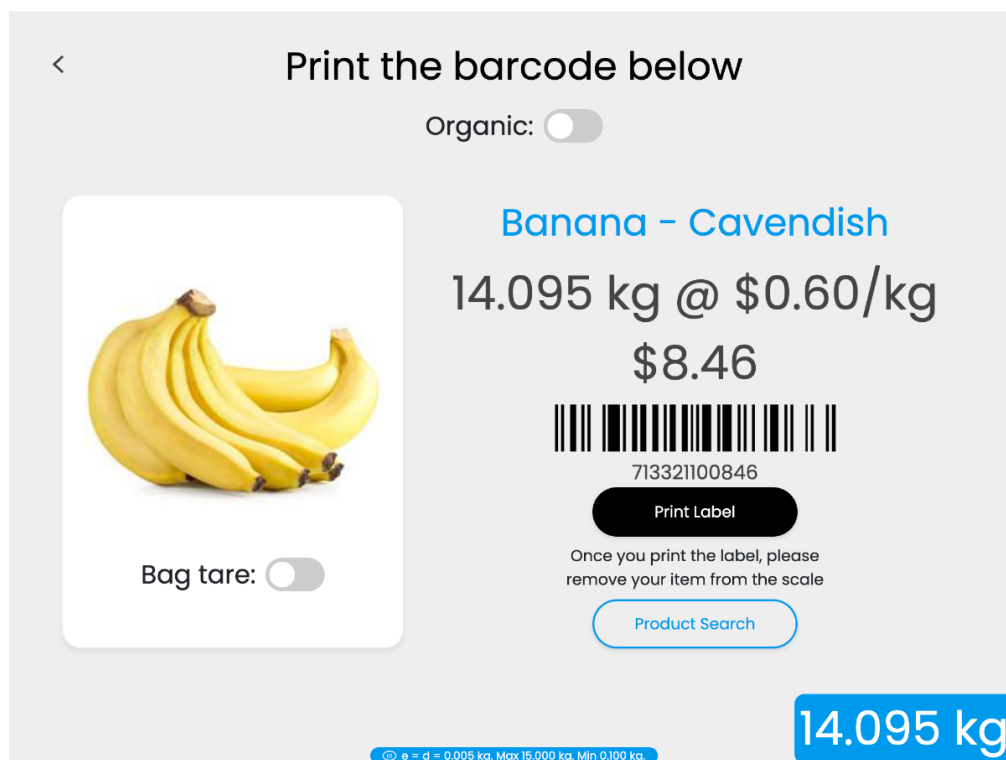 <
Print the barcode below
Organic:
Banana - Cavendish
14.095 kg @ $0.60/kg
$8.46
713321100846
Print Label
Once you print the label, please
remove your item from the scale
Product Search
Bag tare:
14.095 kg
e = d = 0.005 kg, Max 15.000 kg, Min 0.100 kg,